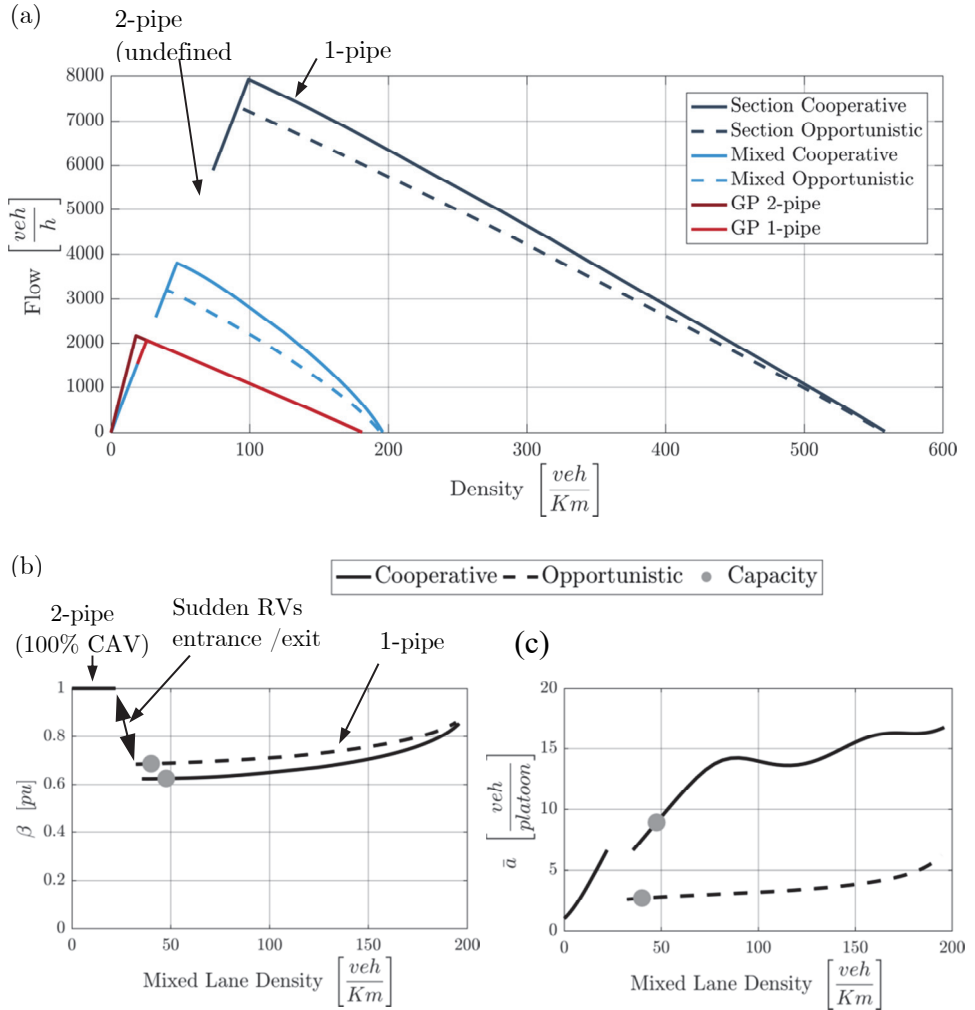 (a)
2-pipe
(undefined
1-pipe
8000
7000
6000
5000
4000
3000
2000
1000
0
Flow [veh/h]
Section Cooperative
Section Opportunistic
Mixed Cooperative
Mixed Opportunistic
GP 2-pipe
GP 1-pipe
0 100 200 300 400 500 600
Density [veh/Km]
(b)
Cooperative Opportunistic Capacity
2-pipe
(100% CAV)
Sudden RVs
entrance /exit
1-pipe
1
0.8
0.6
0.4
0.2
0
β [pu]
0 50 100 150 200
Mixed Lane Density [veh/Km]
(c)
20
15
10
5
0
ā [veh/platoon]
0 50 100 150 200
Mixed Lane Density [veh/Km]